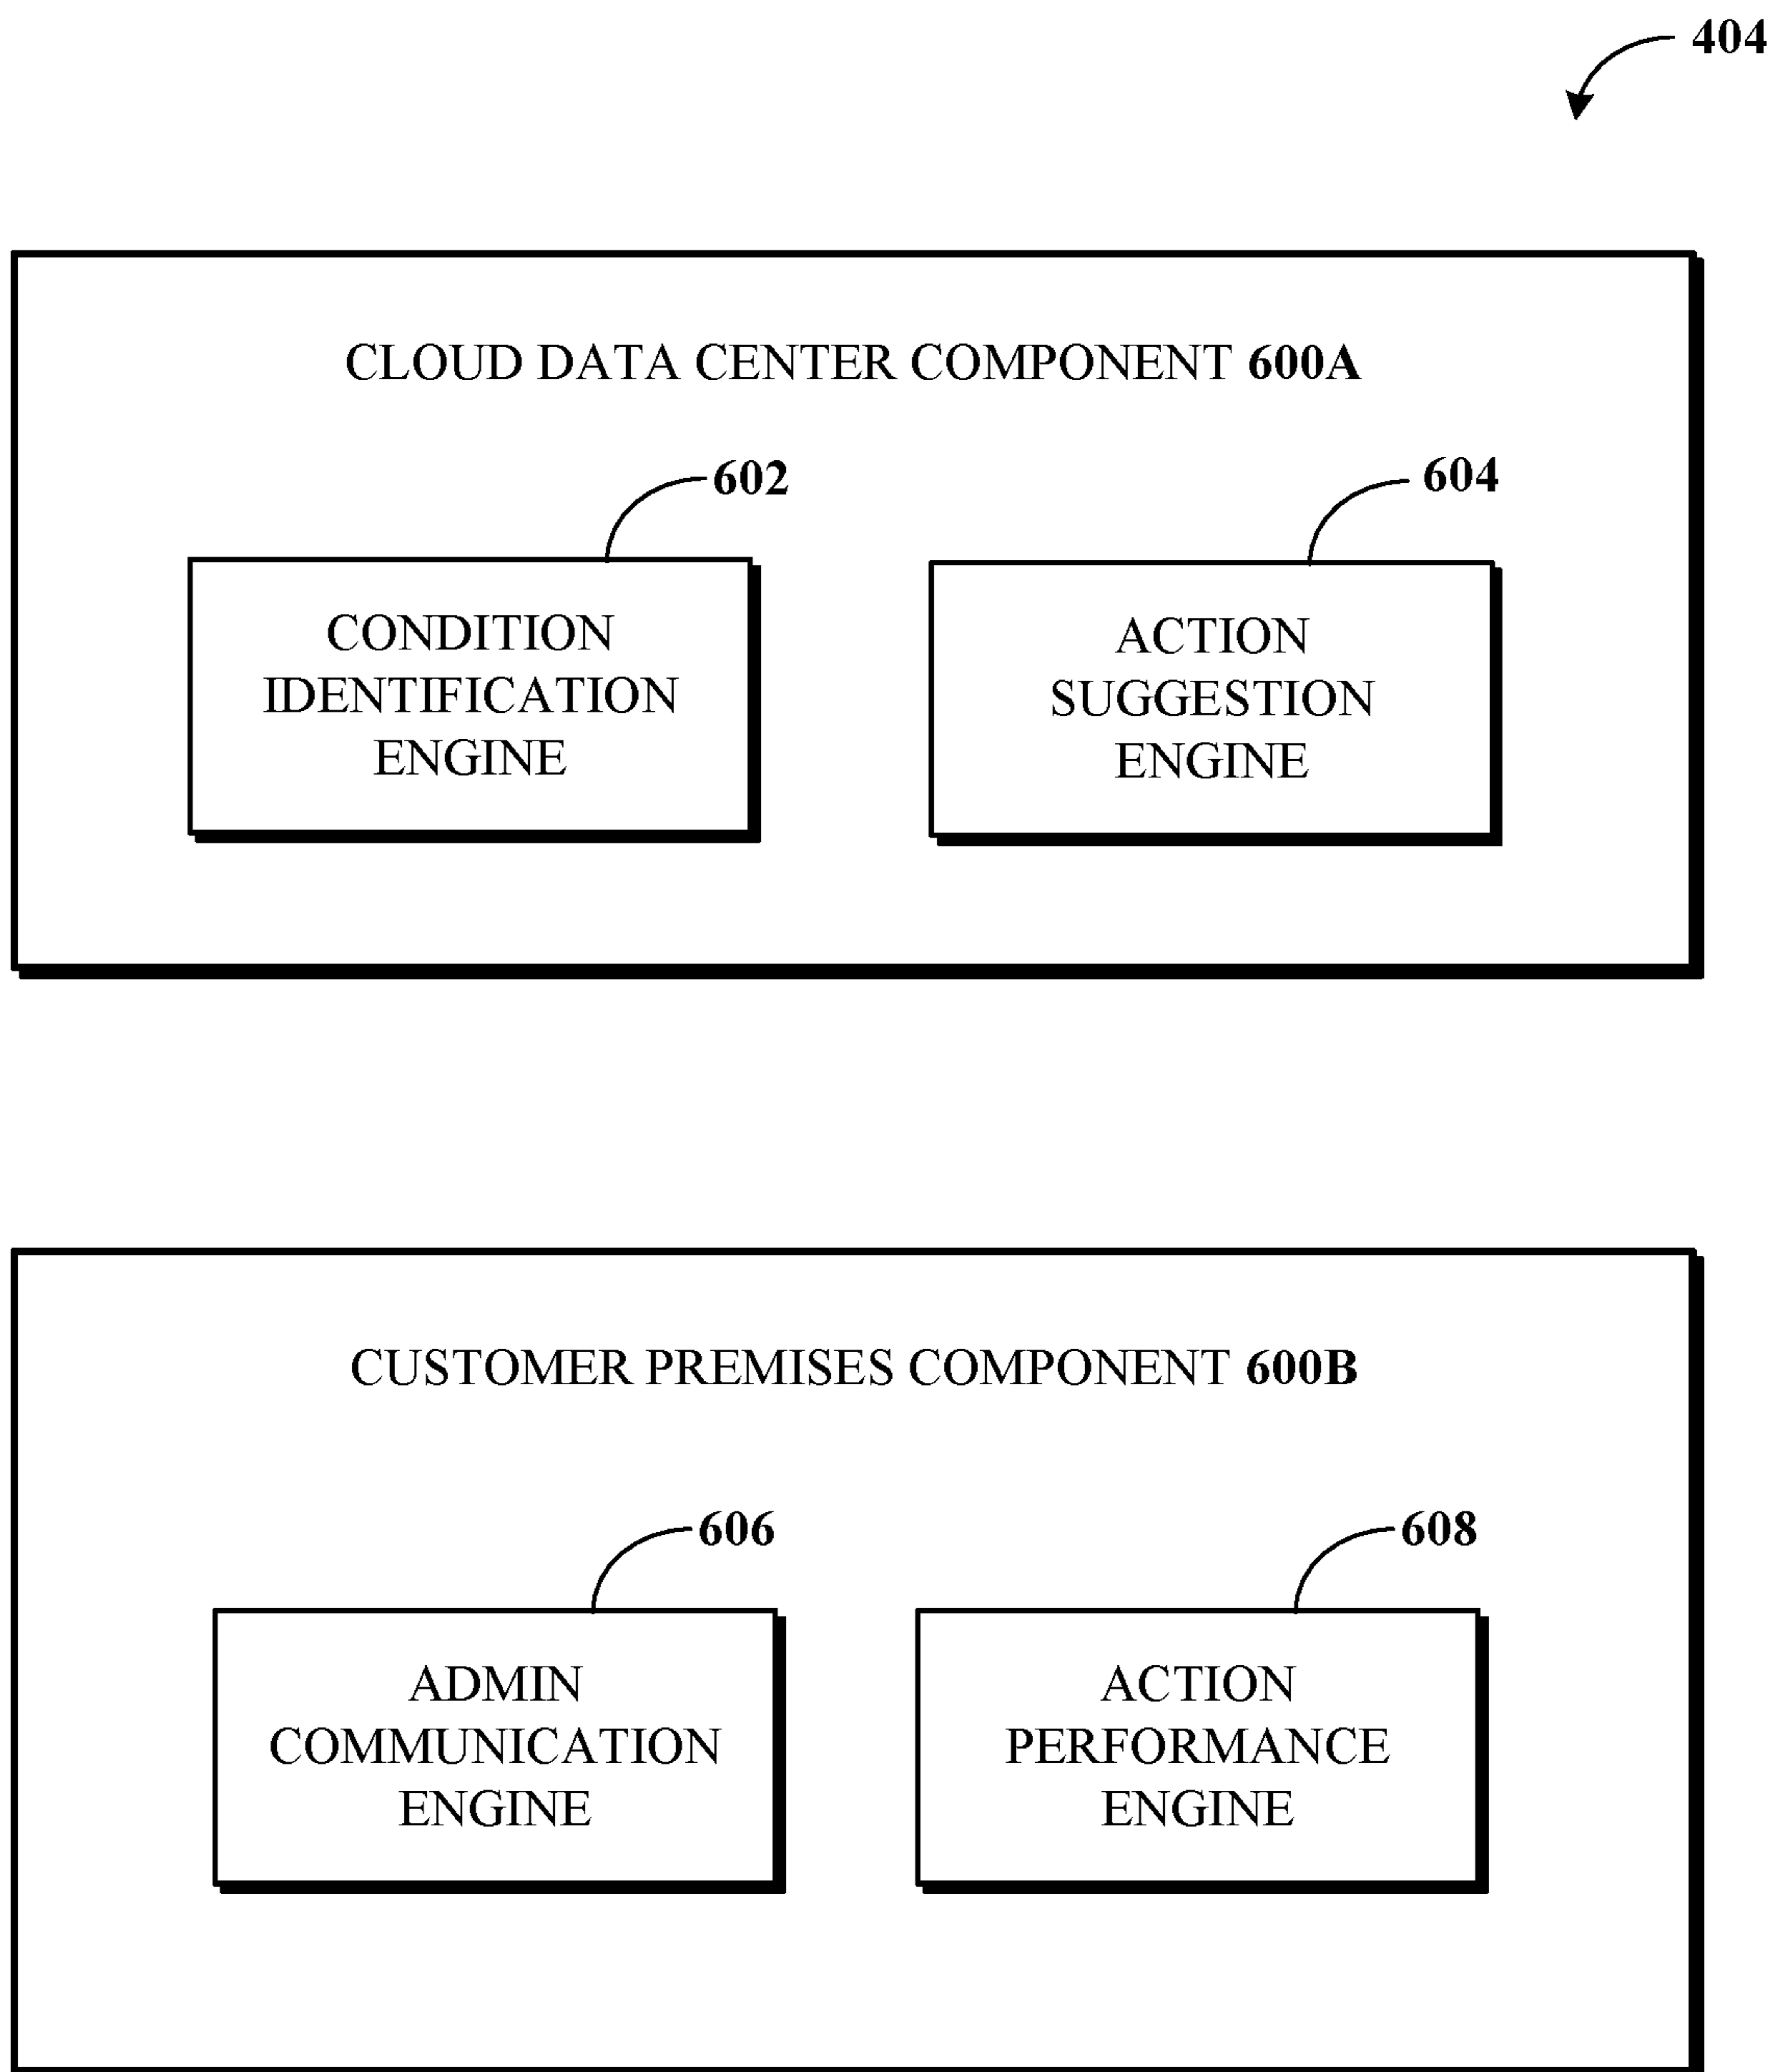 404
CLOUD DATA CENTER COMPONENT 600A
602
604
CONDITION
IDENTIFICATION
ENGINE
ACTION
SUGGESTION
ENGINE
CUSTOMER PREMISES COMPONENT 600B
606
608
ADMIN
COMMUNICATION
ENGINE
ACTION
PERFORMANCE
ENGINE